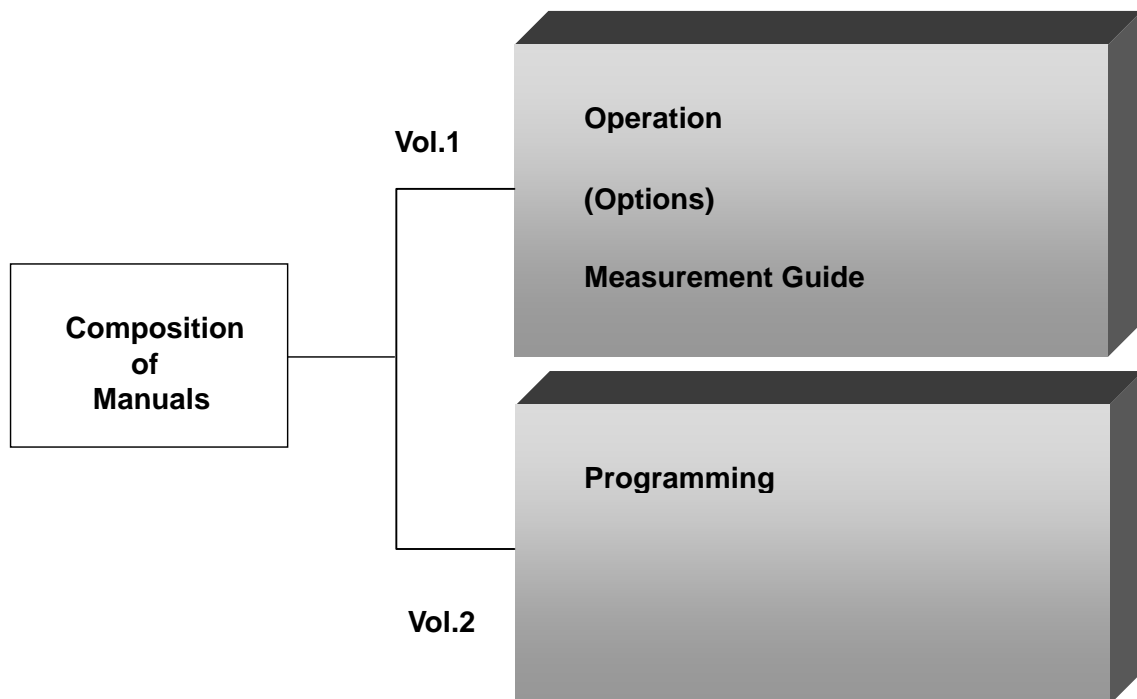 Composition
of
Manuals
Vol.1
Operation
(Options)
Measurement Guide
Vol.2
Programming